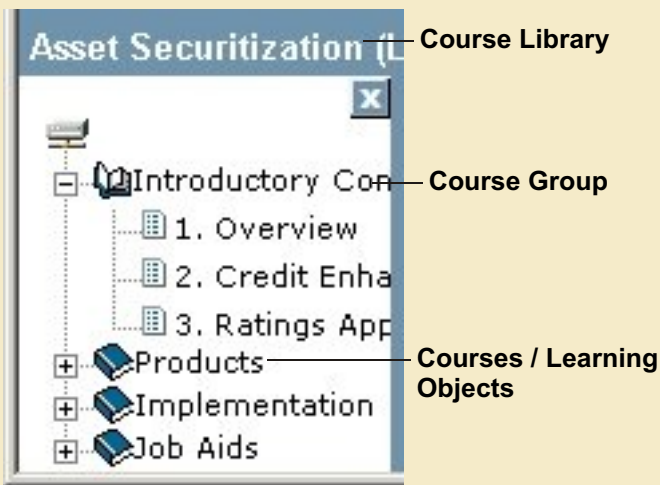 Asset Securitization (L
Course Library
Introductory Con
Course Group
1. Overview
2. Credit Enha
3. Ratings App
Products
Courses / Learning
Objects
Implementation
Job Aids